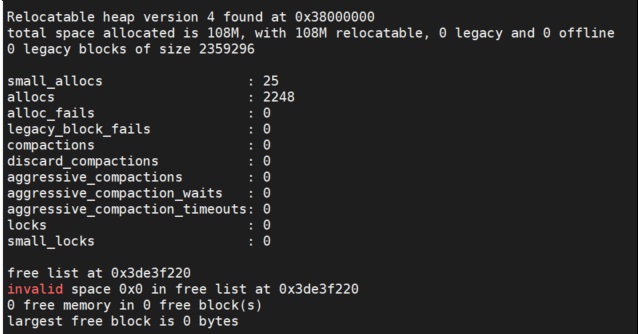 Relocatable heap version 4 found at 0x38000000
total space allocated is 108M, with 108M relocatable, 0 legacy and 0 offline
0 legacy blocks of size 2359296
small_allocs : 25
allocs : 2248
alloc_fails : 0
legacy_block_fails : 0
compactions : 0
discard_compactions : 0
aggressive_compactions : 0
aggressive_compaction_waits : 0
aggressive_compaction_timeouts: 0
locks : 0
small_locks : 0
free list at 0x3de3f220
invalid space 0x0 in free list at 0x3de3f220
0 free memory in 0 free block(s)
largest free block is 0 bytes